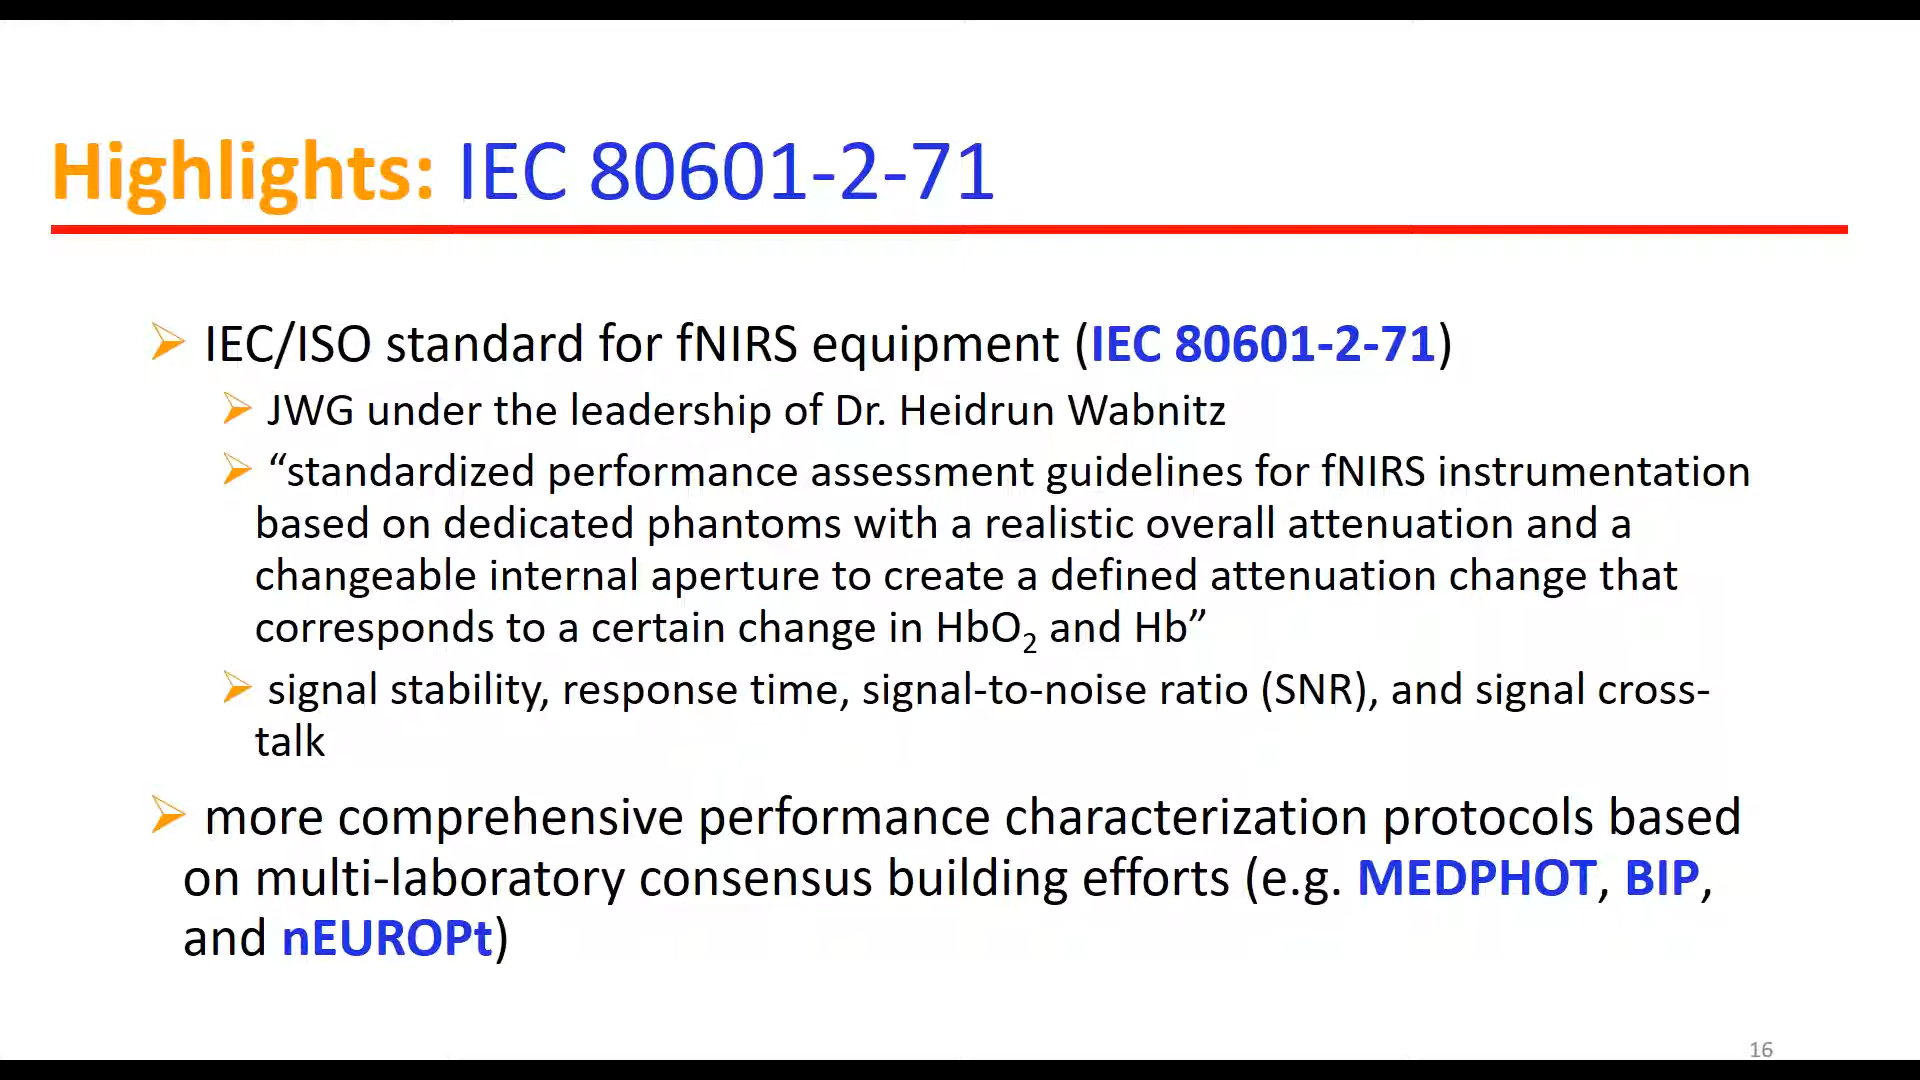 Highlights: IEC 80601-2-71
IEC/ISO standard for fNIRS equipment (IEC 80601-2-71)
JWG under the leadership of Dr. Heidrun Wabnitz
“standardized performance assessment guidelines for fNIRS instrumentation
based on dedicated phantoms with a realistic overall attenuation and a
changeable internal aperture to create a defined attenuation change that
corresponds to a certain change in HbO₂ and Hb”
signal stability, response time, signal-to-noise ratio (SNR), and signal cross-
talk
more comprehensive performance characterization protocols based
on multi-laboratory consensus building efforts (e.g. MEDPHOT, BIP,
and nEUROPt)
16